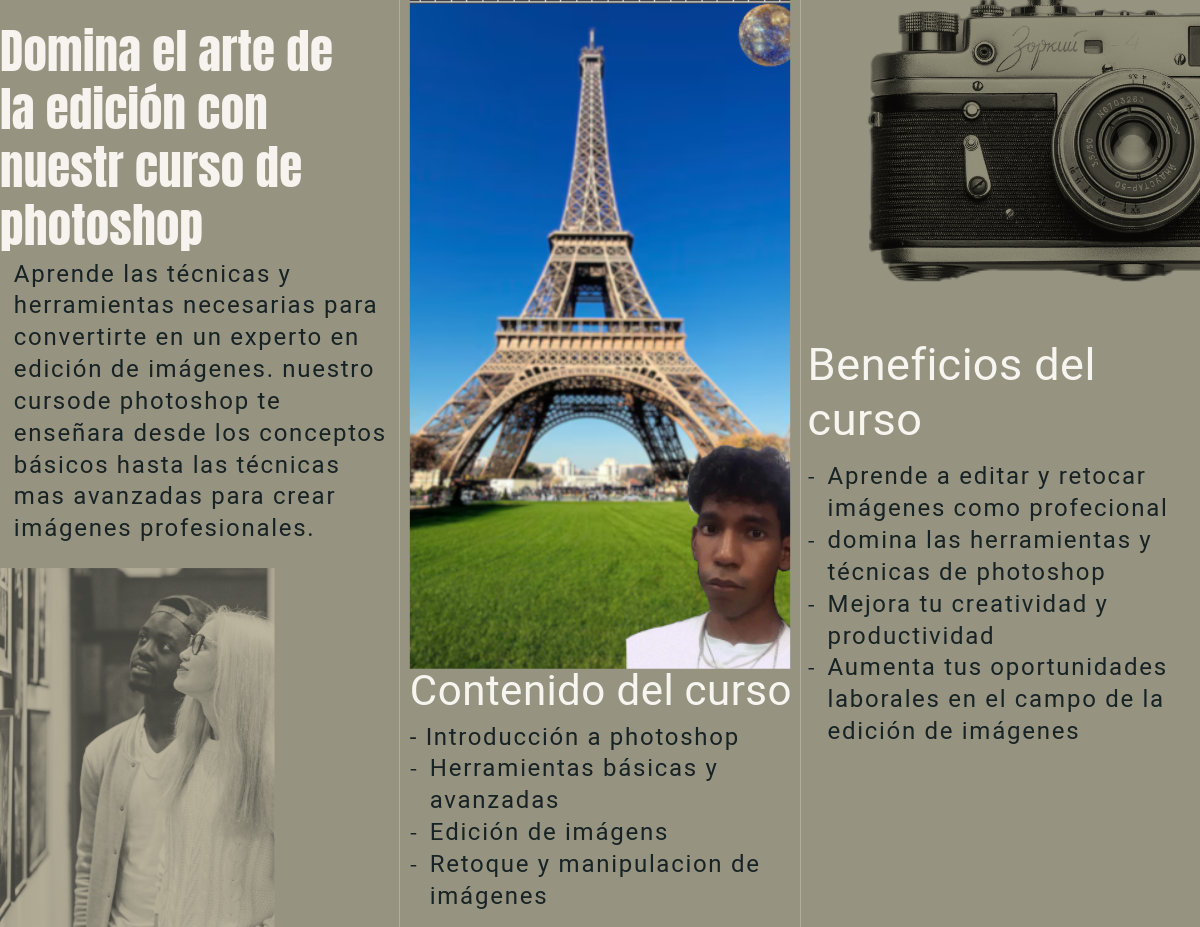 Domina el arte de
la edición con
nuestr curso de
photoshop
Aprende las técnicas y
herramientas necesarias para
convertirte en un experto en
edición de imágenes. nuestro
cursode photoshop te
enseñara desde los conceptos
básicos hasta las técnicas
mas avanzadas para crear
imágenes profesionales.
Contenido del curso
- Introducción a photoshop
- Herramientas básicas y
avanzadas
- Edición de imágens
- Retoque y manipulacion de
imágenes
Зоркий - 4
N6703263
Beneficios del
curso
- Aprende a editar y retocar
imágenes como profecional
- domina las herramientas y
técnicas de photoshop
- Mejora tu creatividad y
productividad
- Aumenta tus oportunidades
laborales en el campo de la
edición de imágenes